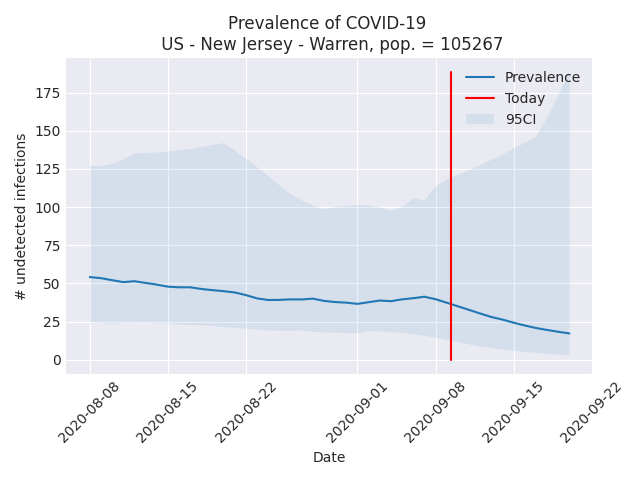 Prevalence of COVID-19
US - New Jersey - Warren, pop. = 105267
Prevalence
Today
95CI
175
150
125
100
75
50
25
0
# undetected infections
2020-08-08
2020-08-15
2020-08-22
2020-09-01
2020-09-08
2020-09-15
2020-09-22
Date